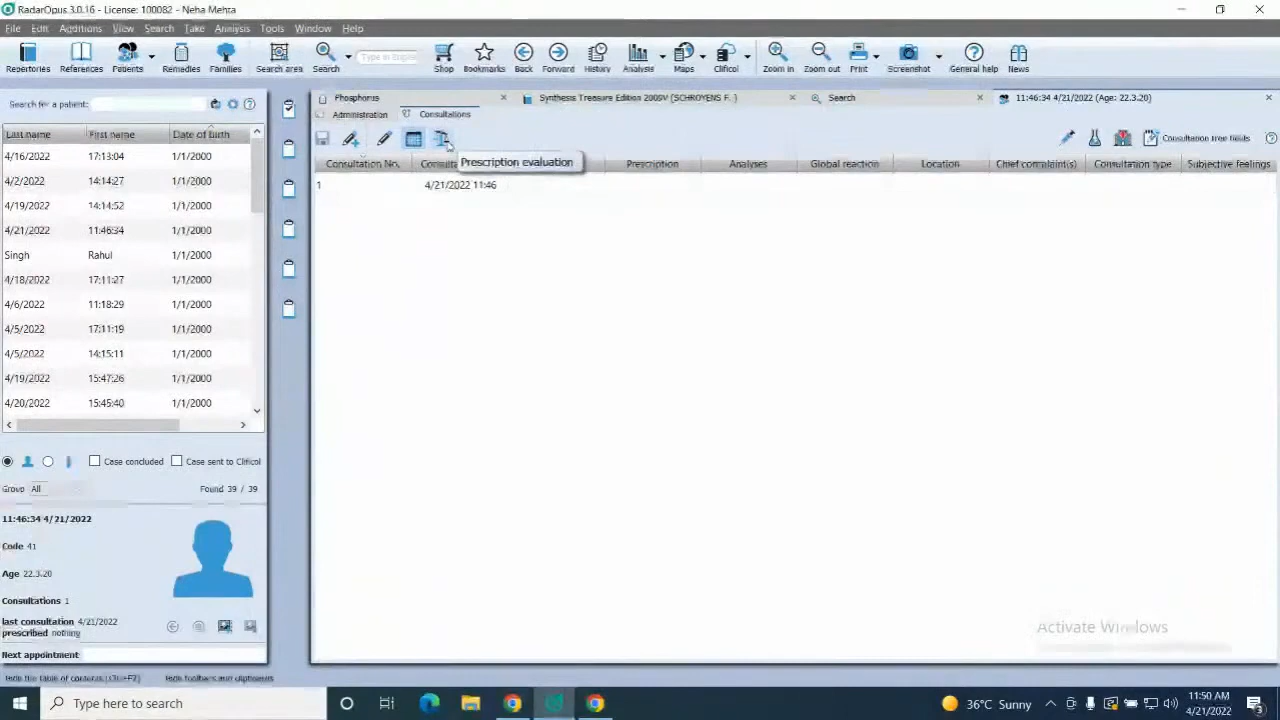 RadarOpus 3.0.16 - License: 100082 - Neha Mehta
File Edit Additions View Search Take Analysis Tools Window Help
Repertories References Patients Remedies Families Search area Search Shop Bookmarks Back Forward History Analysis Maps Clificol Zoom in Zoom out Print Screenshot General help News
Search for a patient:
Last name First name Date of birth
4/16/2022 17:13:04 1/1/2000
4/2/2022 14:14:27 1/1/2000
4/19/2022 14:14:52 1/1/2000
4/21/2022 11:46:34 1/1/2000
Singh Rahul 1/1/2000
4/18/2022 17:11:27 1/1/2000
4/6/2022 11:18:29 1/1/2000
4/5/2022 17:11:19 1/1/2000
4/5/2022 14:15:11 1/1/2000
4/19/2022 15:47:26 1/1/2000
4/20/2022 15:45:40 1/1/2000
Case concluded Case sent to Clificol
Group All Found 39 / 39
11:46:34 4/21/2022
Code 41
Age 22.3.20
Consultations 1
last consultation 4/21/2022
prescribed nothing
Next appointment
Phosphorus Synthesis Treasure Edition 2009V (SCHROYENS F. ) Search 11:46:34 4/21/2022 (Age: 22.3.20)
Administration Consultations
Consultation tree fields
Prescription evaluation
Consultation No. Prescription Analyses Global reaction Location Chief complaint(s) Consultation type Subjective feelings
1 4/21/2022 11:46
Activate Windows
Hide the table of contents (Ctrl+F2) Hide toolbars and clipboards
Type here to search
36°C Sunny
11:50 AM
4/21/2022
3